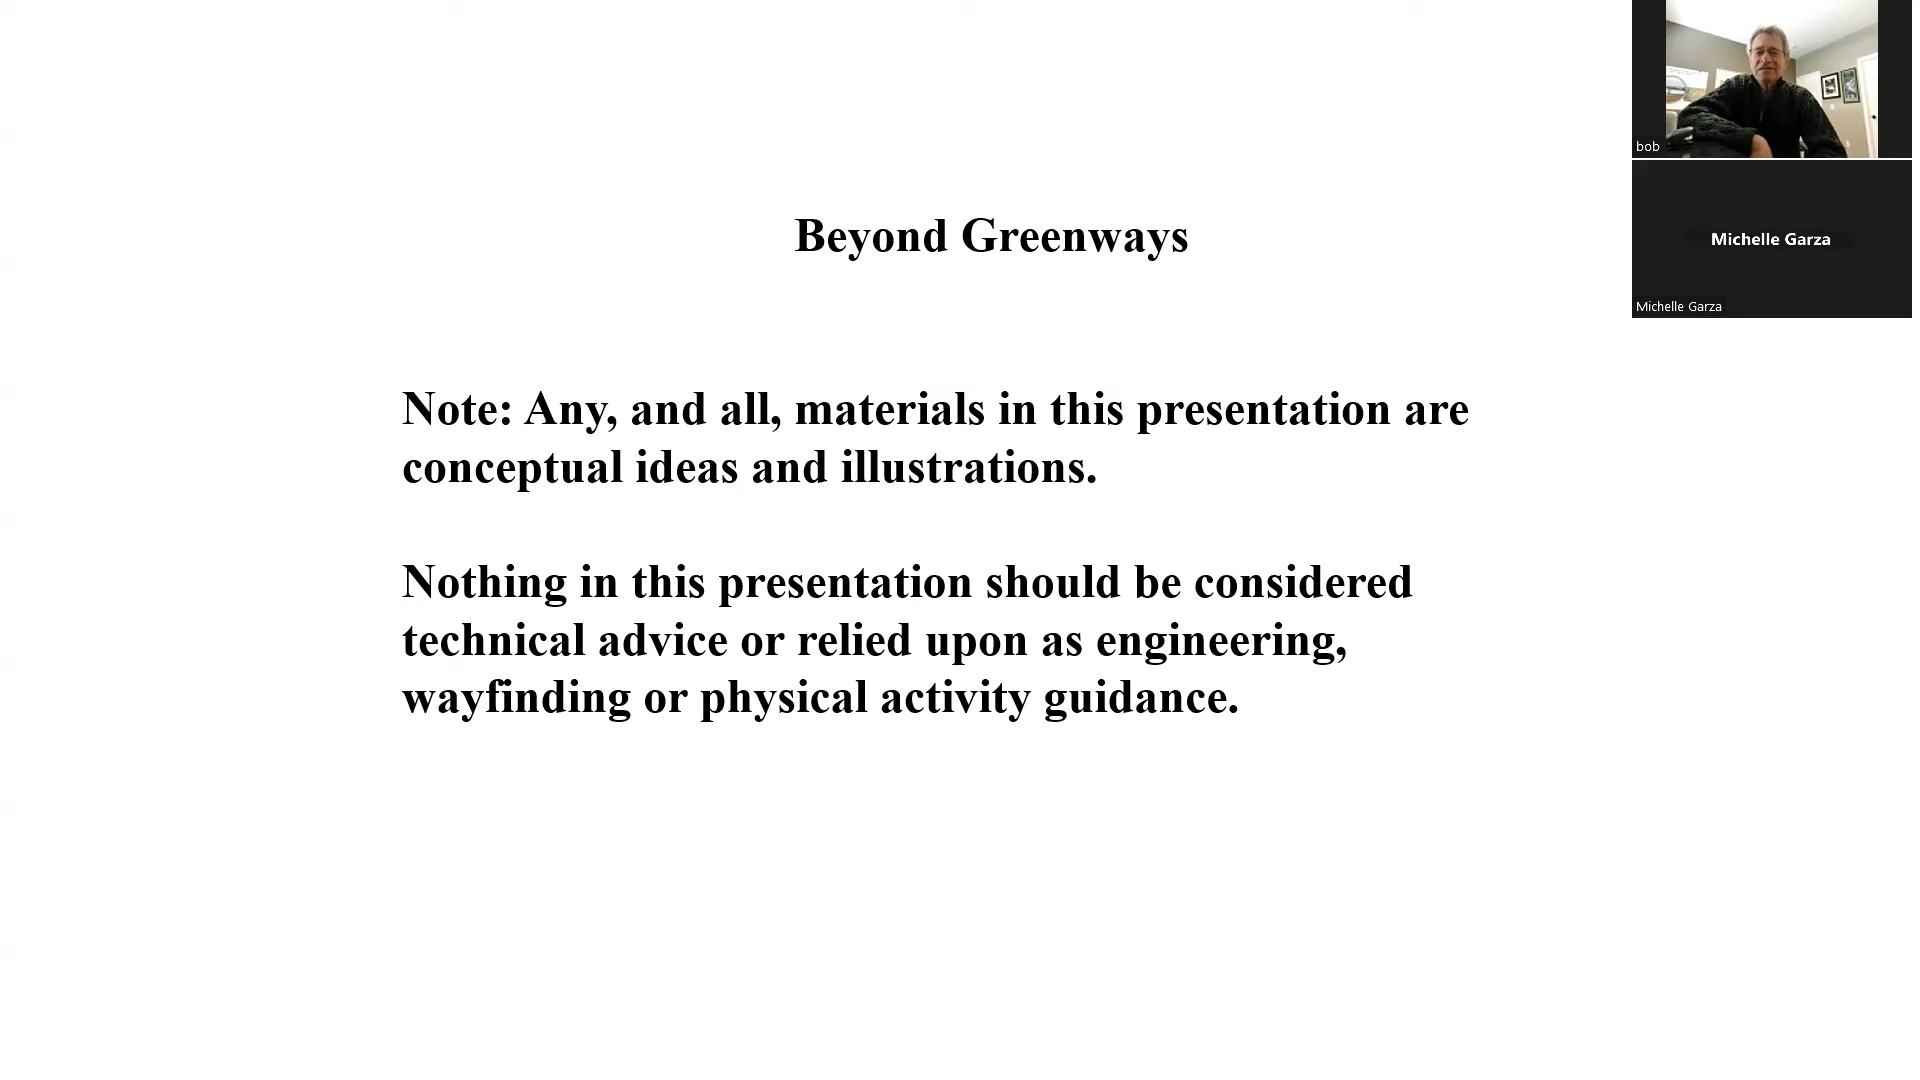 Beyond Greenways
Note: Any, and all, materials in this presentation are
conceptual ideas and illustrations.
Nothing in this presentation should be considered
technical advice or relied upon as engineering,
wayfinding or physical activity guidance.
bob
Michelle Garza
Michelle Garza